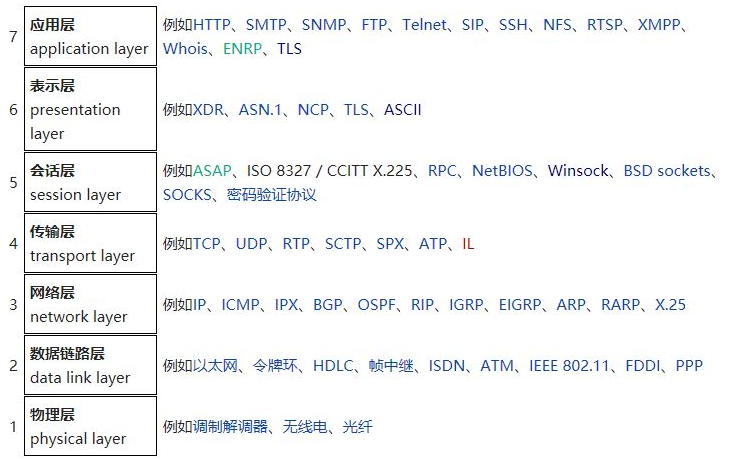 7
应用层
application layer
例如HTTP、SMTP、SNMP、FTP、Telnet、SIP、SSH、NFS、RTSP、XMPP、
Whois、ENRP、TLS
6
表示层
presentation
layer
例如XDR、ASN.1、NCP、TLS、ASCII
5
会话层
session layer
例如ASAP、ISO 8327 / CCITT X.225、RPC、NetBIOS、Winsock、BSD sockets、
SOCKS、密码验证协议
4
传输层
transport layer
例如TCP、UDP、RTP、SCTP、SPX、ATP、IL
3
网络层
network layer
例如IP、ICMP、IPX、BGP、OSPF、RIP、IGRP、EIGRP、ARP、RARP、X.25
2
数据链路层
data link layer
例如以太网、令牌环、HDLC、帧中继、ISDN、ATM、IEEE 802.11、FDDI、PPP
1
物理层
physical layer
例如调制解调器、无线电、光纤